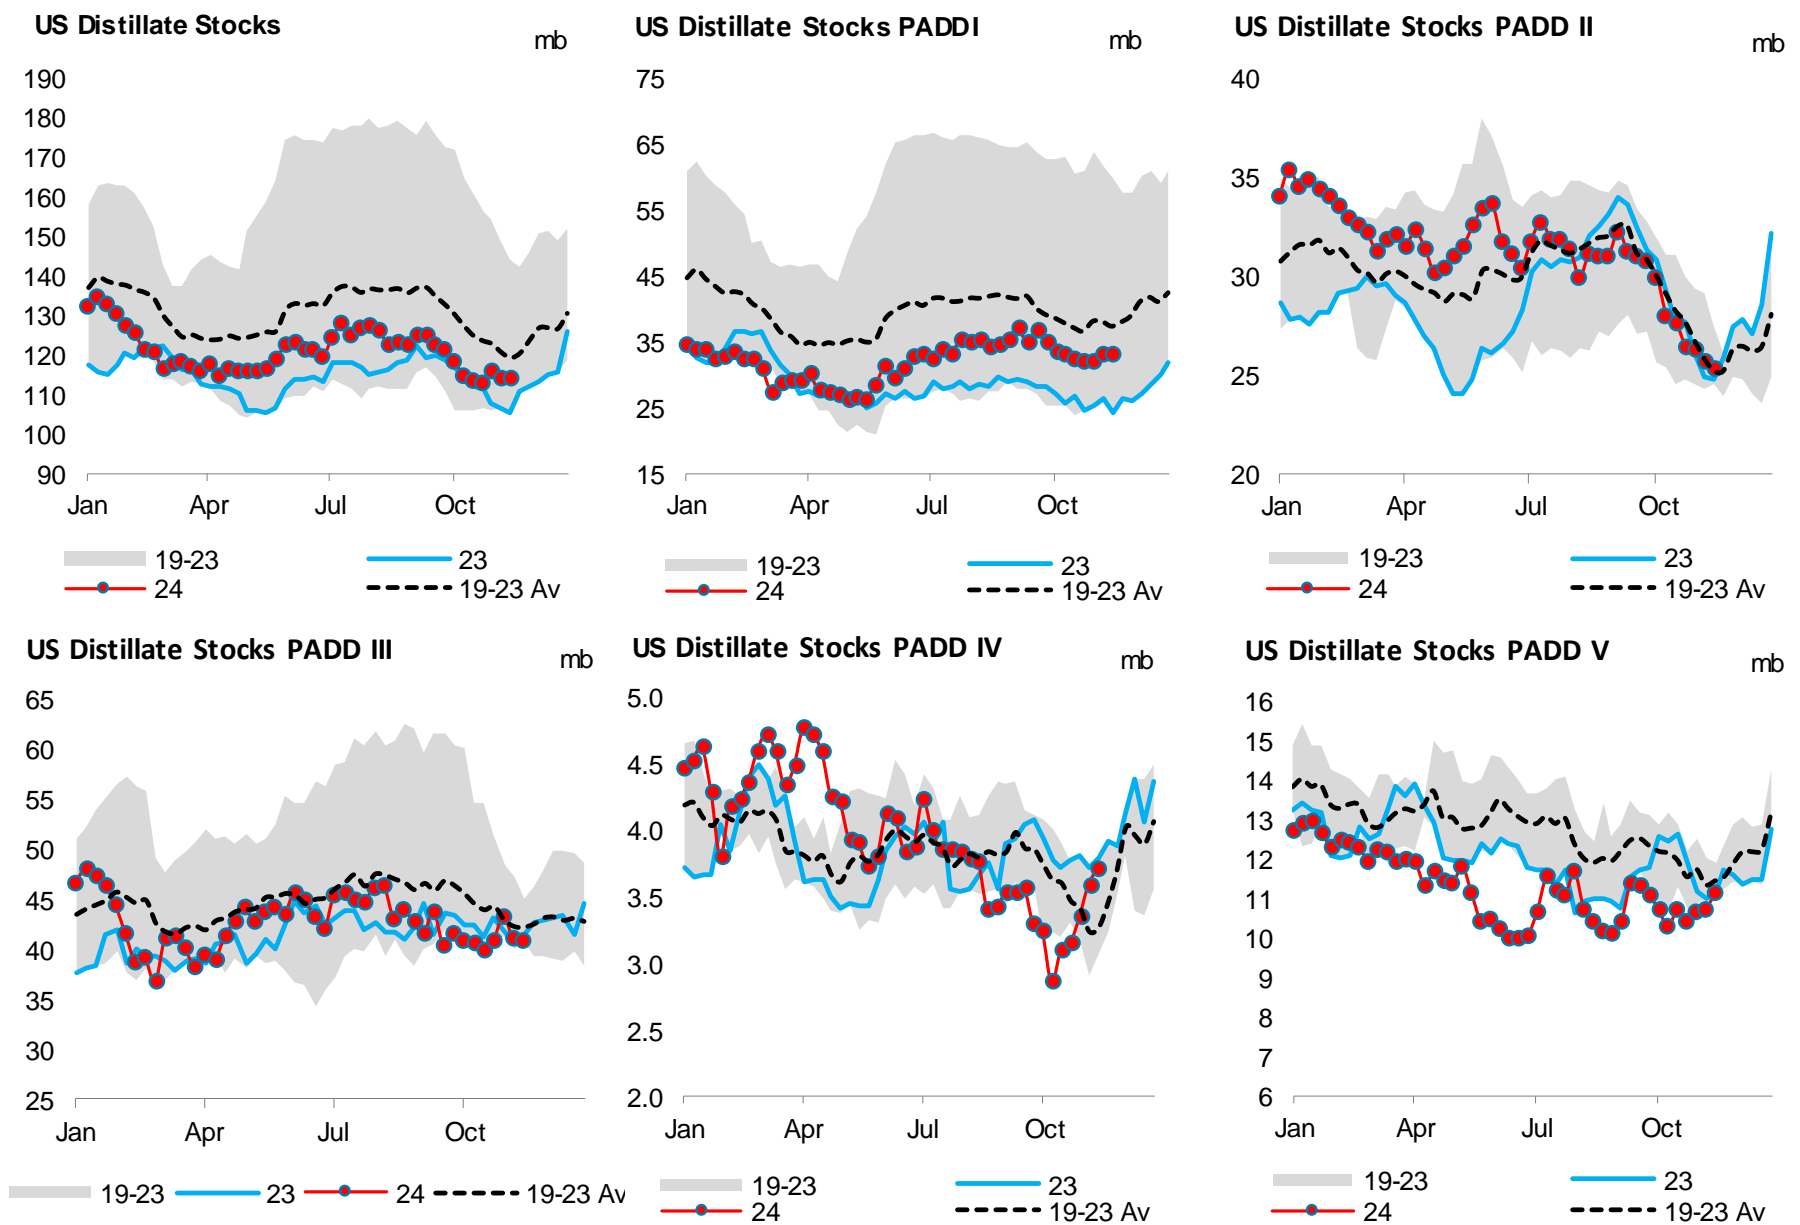 US Distillate Stocks
mb
190
180
170
160
150
140
130
120
110
100
90
Jan Apr Jul Oct
19-23 23
24 19-23 Av
US Distillate Stocks PADDI
mb
75
65
55
45
35
25
15
Jan Apr Jul Oct
19-23 23
24 19-23 Av
US Distillate Stocks PADD II
mb
40
35
30
25
20
Jan Apr Jul Oct
19-23 23
24 19-23 Av
US Distillate Stocks PADD III
mb
65
60
55
50
45
40
35
30
25
Jan Apr Jul Oct
19-23 23 24 19-23 Av
US Distillate Stocks PADD IV
mb
5.0
4.5
4.0
3.5
3.0
2.5
2.0
Jan Apr Jul Oct
19-23 23
24 19-23 Av
US Distillate Stocks PADD V
mb
16
15
14
13
12
11
10
9
8
7
6
Jan Apr Jul Oct
19-23 23
24 19-23 Av